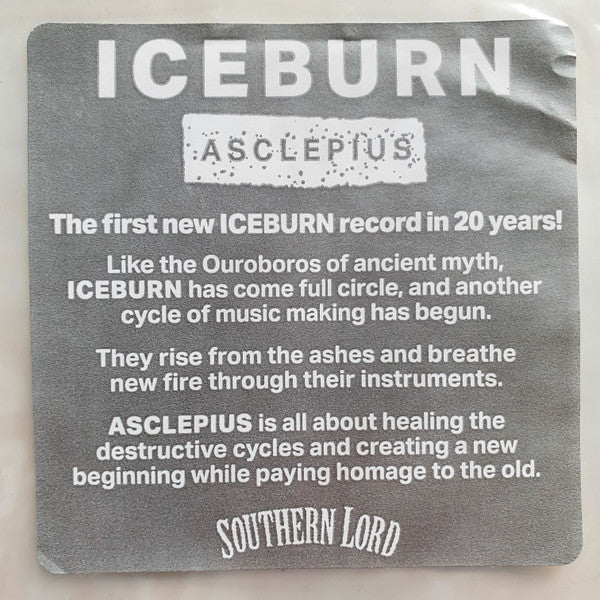 ICEBURN
ASCLEPIUS
The first new ICEBURN record in 20 years!
Like the Ouroboros of ancient myth,
ICEBURN has come full circle, and another
cycle of music making has begun.
They rise from the ashes and breathe
new fire through their instruments.
ASCLEPIUS is all about healing the
destructive cycles and creating a new
beginning while paying homage to the old.
SOUTHERN LORD